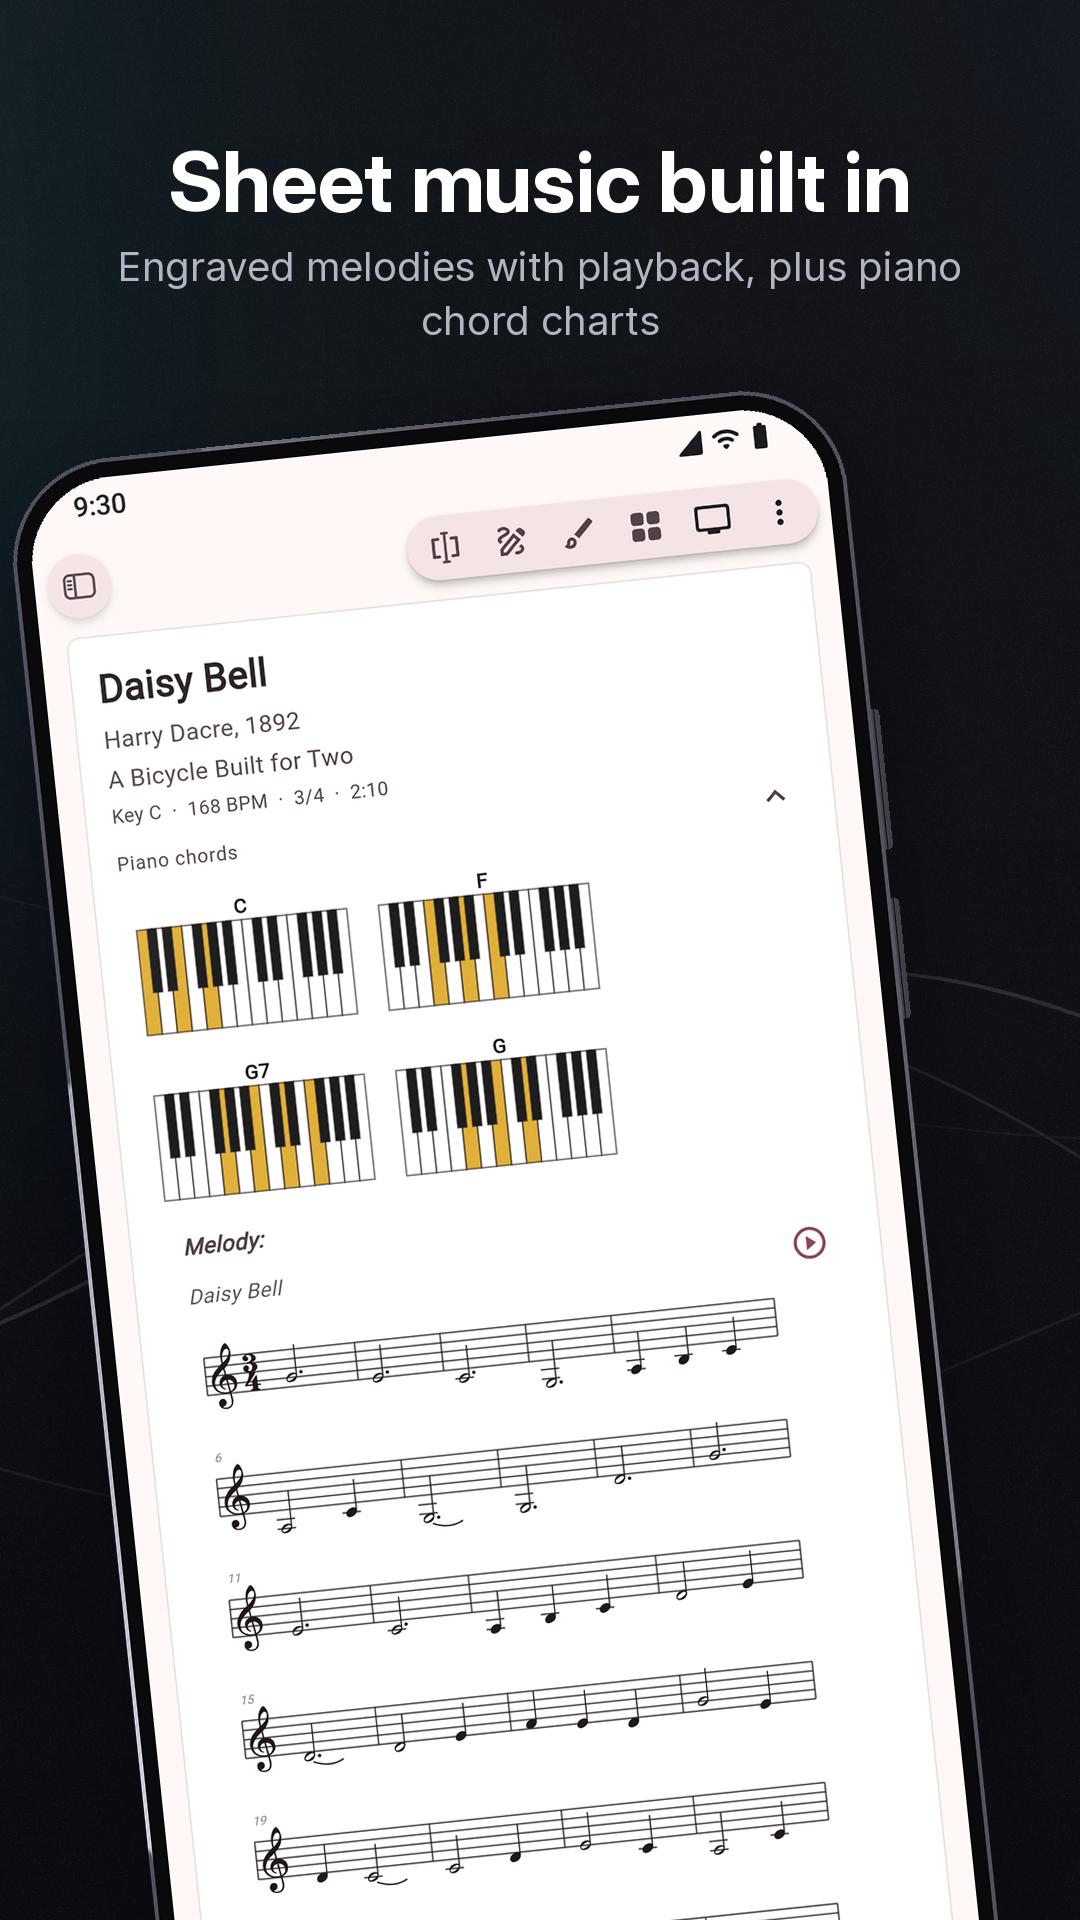 Sheet music built in
Engraved melodies with playback, plus piano
chord charts
9:30
Daisy Bell
Harry Dacre, 1892
A Bicycle Built for Two
Key C · 168 BPM · 3/4 · 2:10
Piano chords
C
F
G7
G
Melody:
Daisy Bell
3
4
6
11
15
19